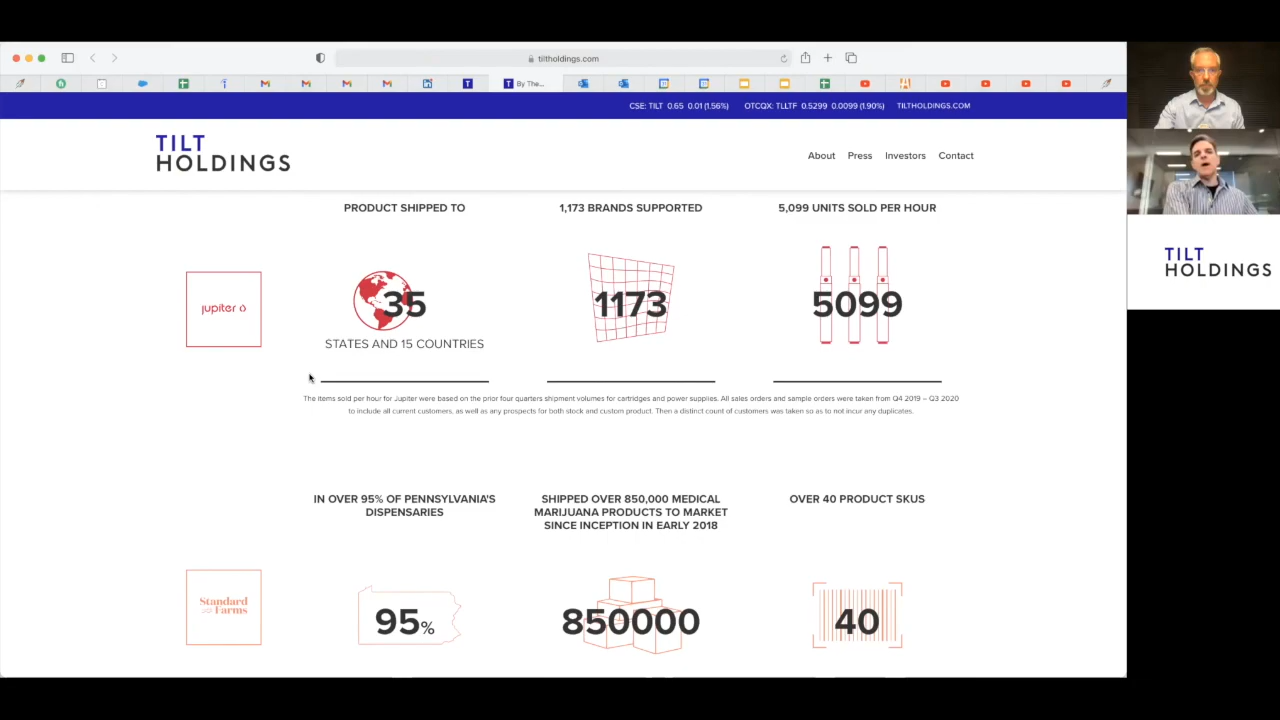 tiltholdings.com
By The...
CSE: TILT 0.65 0.01 (1.56%) OTCQX: TLLTF 0.5299 0.0099 (1.90%) TILTHOLDINGS.COM
TILT
HOLDINGS
About Press Investors Contact
PRODUCT SHIPPED TO
1,173 BRANDS SUPPORTED
5,099 UNITS SOLD PER HOUR
jupiter
35
1173
5099
STATES AND 15 COUNTRIES
The items sold per hour for Jupiter were based on the prior four quarters shipment volumes for cartridges and power supplies. All sales orders and sample orders were taken from Q4 2019 – Q3 2020
to include all current customers, as well as any prospects for both stock and custom product. Then a distinct count of customers was taken so as to not incur any duplicates.
IN OVER 95% OF PENNSYLVANIA'S
DISPENSARIES
SHIPPED OVER 850,000 MEDICAL
MARIJUANA PRODUCTS TO MARKET
SINCE INCEPTION IN EARLY 2018
OVER 40 PRODUCT SKUS
Standard
Farms
95%
850000
40
TILT
HOLDINGS